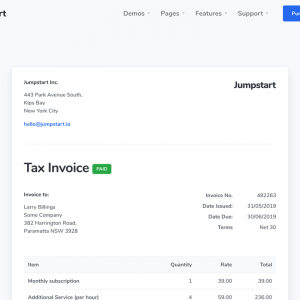 rt Demos Pages Features Support Pu
Jumpstart Inc. Jumpstart
443 Park Avenue South,
Kips Bay
New York City
hello@jumpstart.io
Tax Invoice PAID
Invoice to: Invoice No. 482263
Larry Billings Date Issued: 31/05/2019
Some Company Date Due: 30/06/2019
382 Harrington Road, Terms Net 30
Paramatta NSW 3928
Item Quantity Rate Total
Monthly subscription 1 39.00 39.00
Additional Service (per hour) 4 59.00 236.00